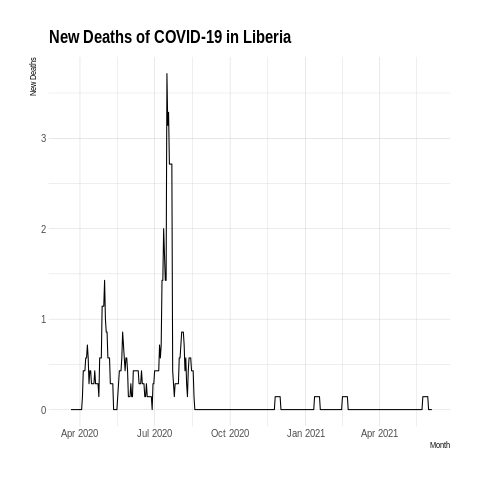 New Deaths of COVID-19 in Liberia
New Deaths
3
2
1
0
Apr 2020 Jul 2020 Oct 2020 Jan 2021 Apr 2021
Month